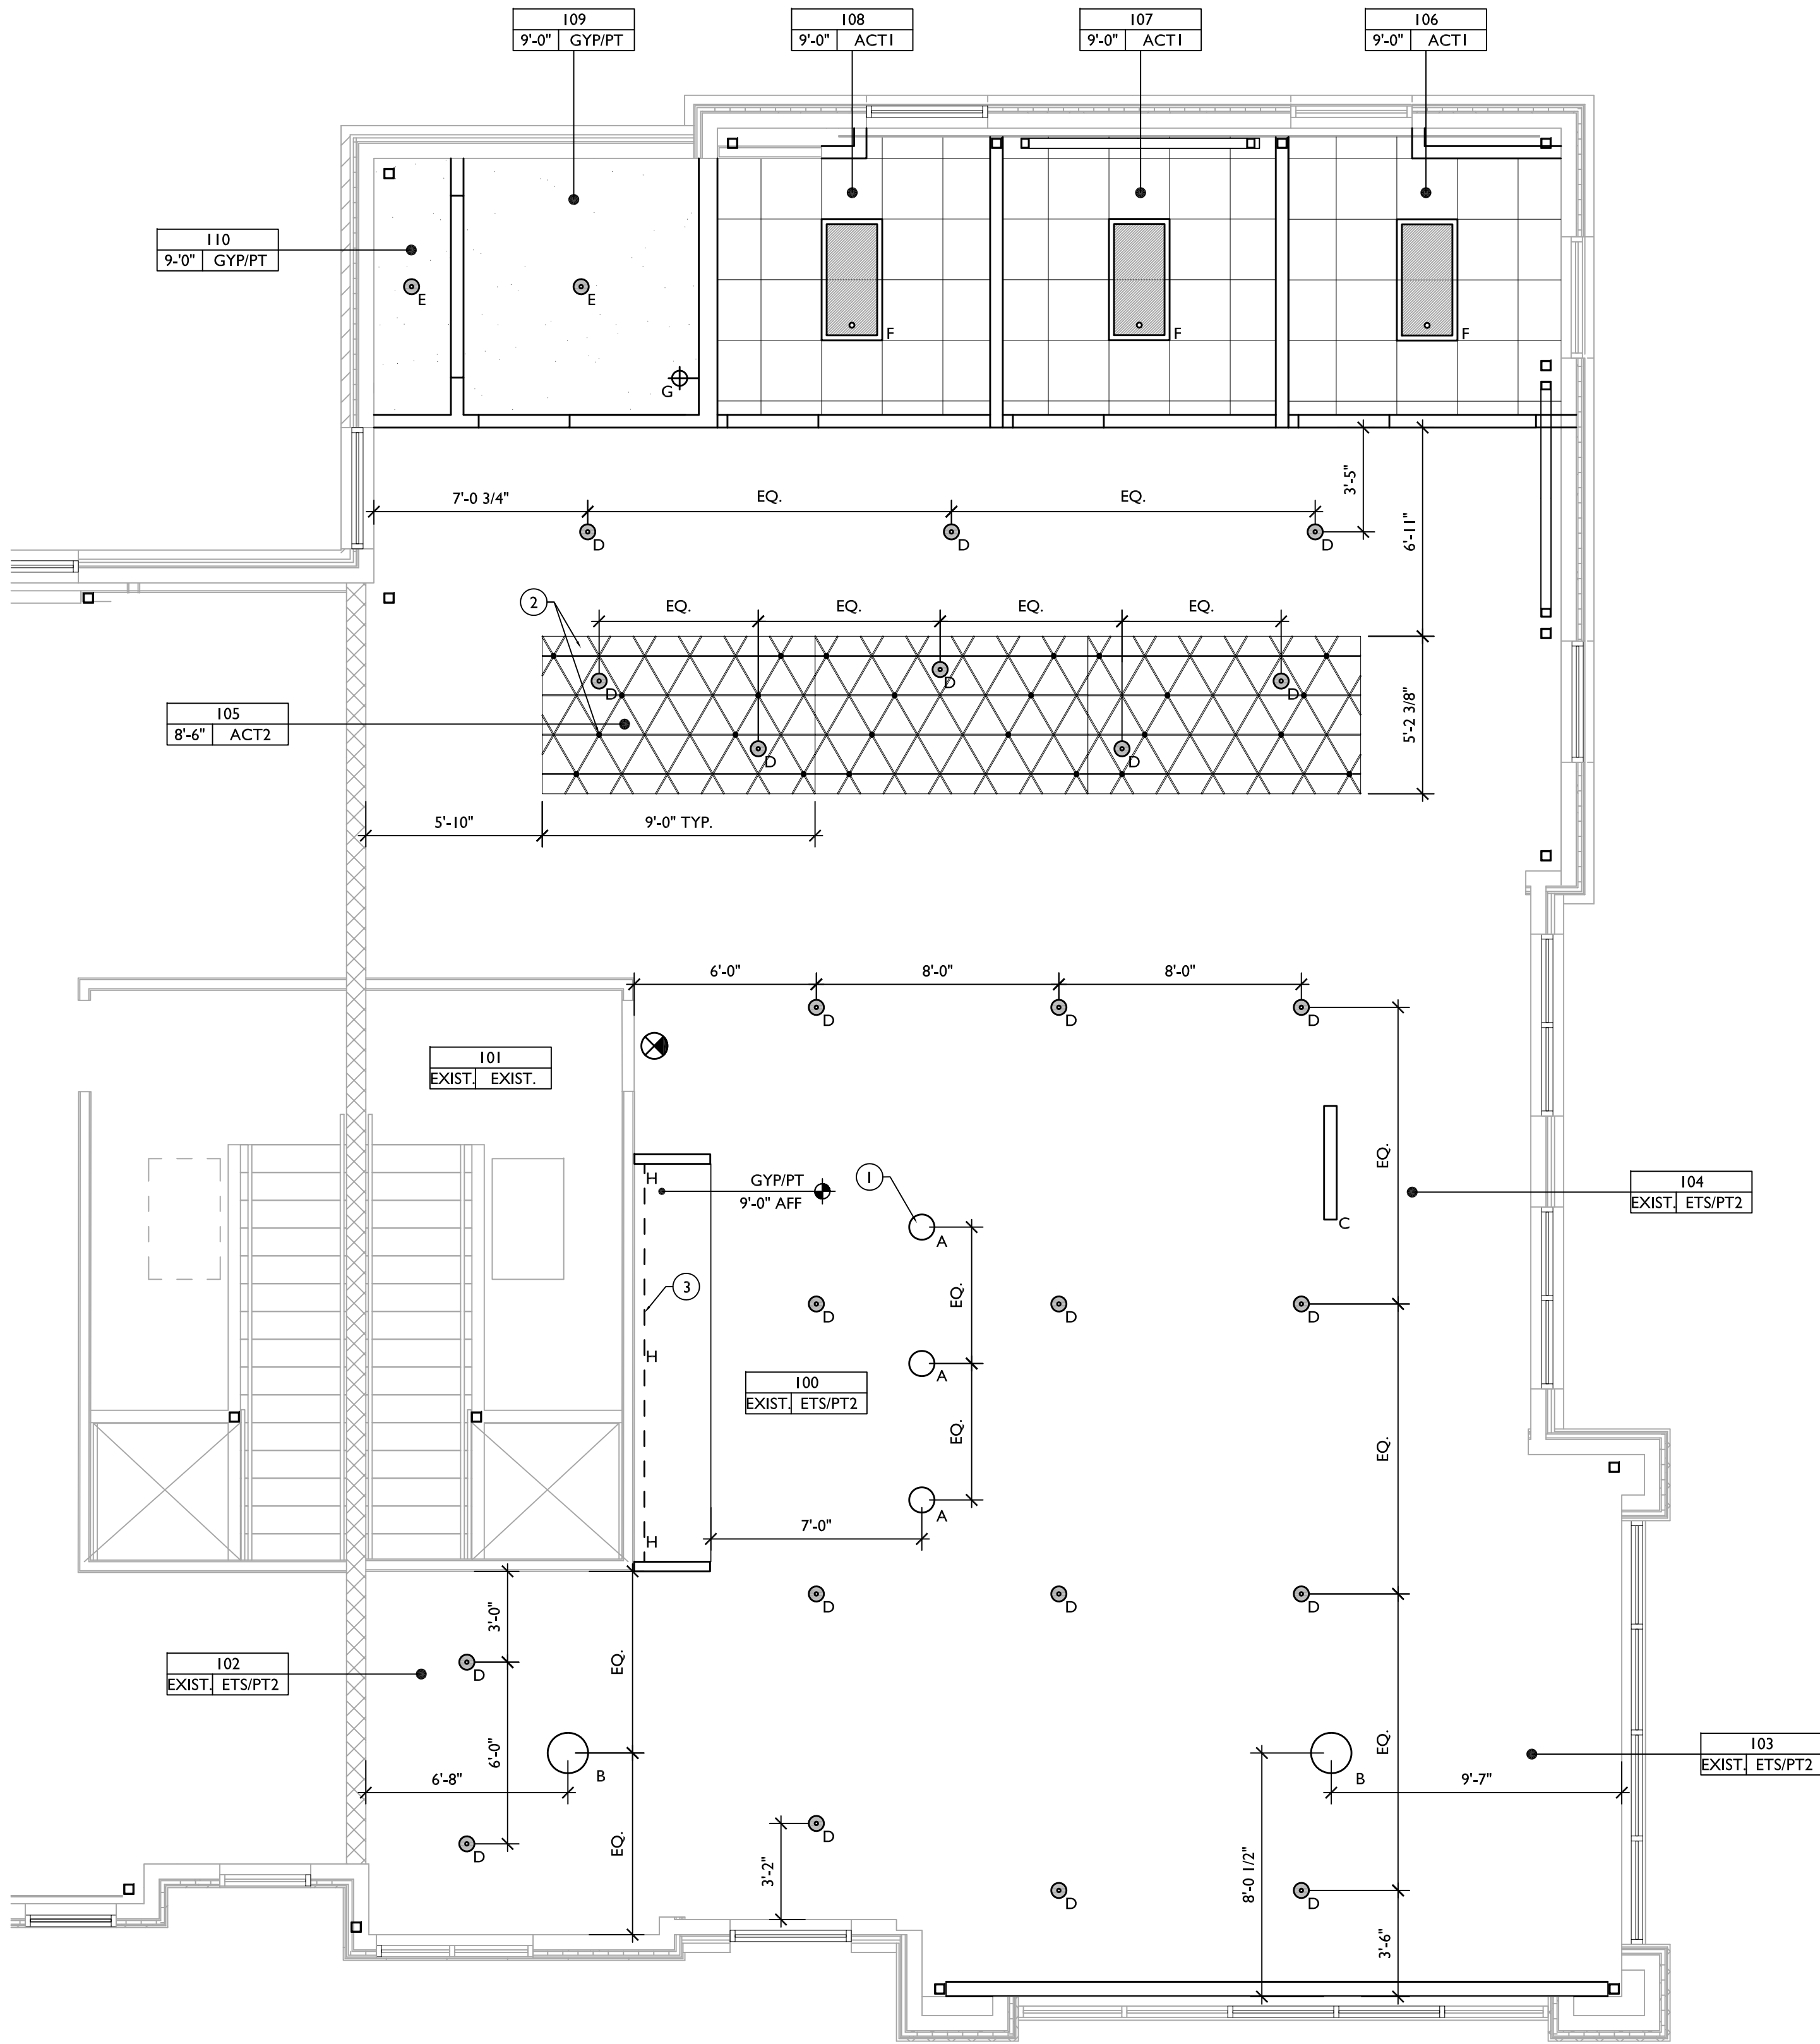 109
9'-0" GYP/PT
108
9'-0" ACT1
107
9'-0" ACT1
106
9'-0" ACT1
110
9-'0" GYP/PT
E
E
G
F
F
F
7'-0 3/4"
EQ.
EQ.
3'-5"
6'-11"
D
D
D
2
EQ.
EQ.
EQ.
EQ.
D
D
D
D
D
105
8'-6" ACT2
5'-2 3/8"
5'-10"
9'-0" TYP.
6'-0"
8'-0"
8'-0"
D
D
D
101
EXIST. EXIST.
EQ.
H
GYP/PT
9'-0" AFF
1
A
C
104
EXIST. ETS/PT2
3
EQ.
D
D
D
H
A
100
EXIST. ETS/PT2
EQ.
EQ.
A
H
7'-0"
D
D
D
3'-0"
102
EXIST. ETS/PT2
D
EQ.
6'-0"
EQ.
103
EXIST. ETS/PT2
6'-8"
B
B
9'-7"
D
EQ.
D
3'-2"
8'-0 1/2"
D
D
3'-6"